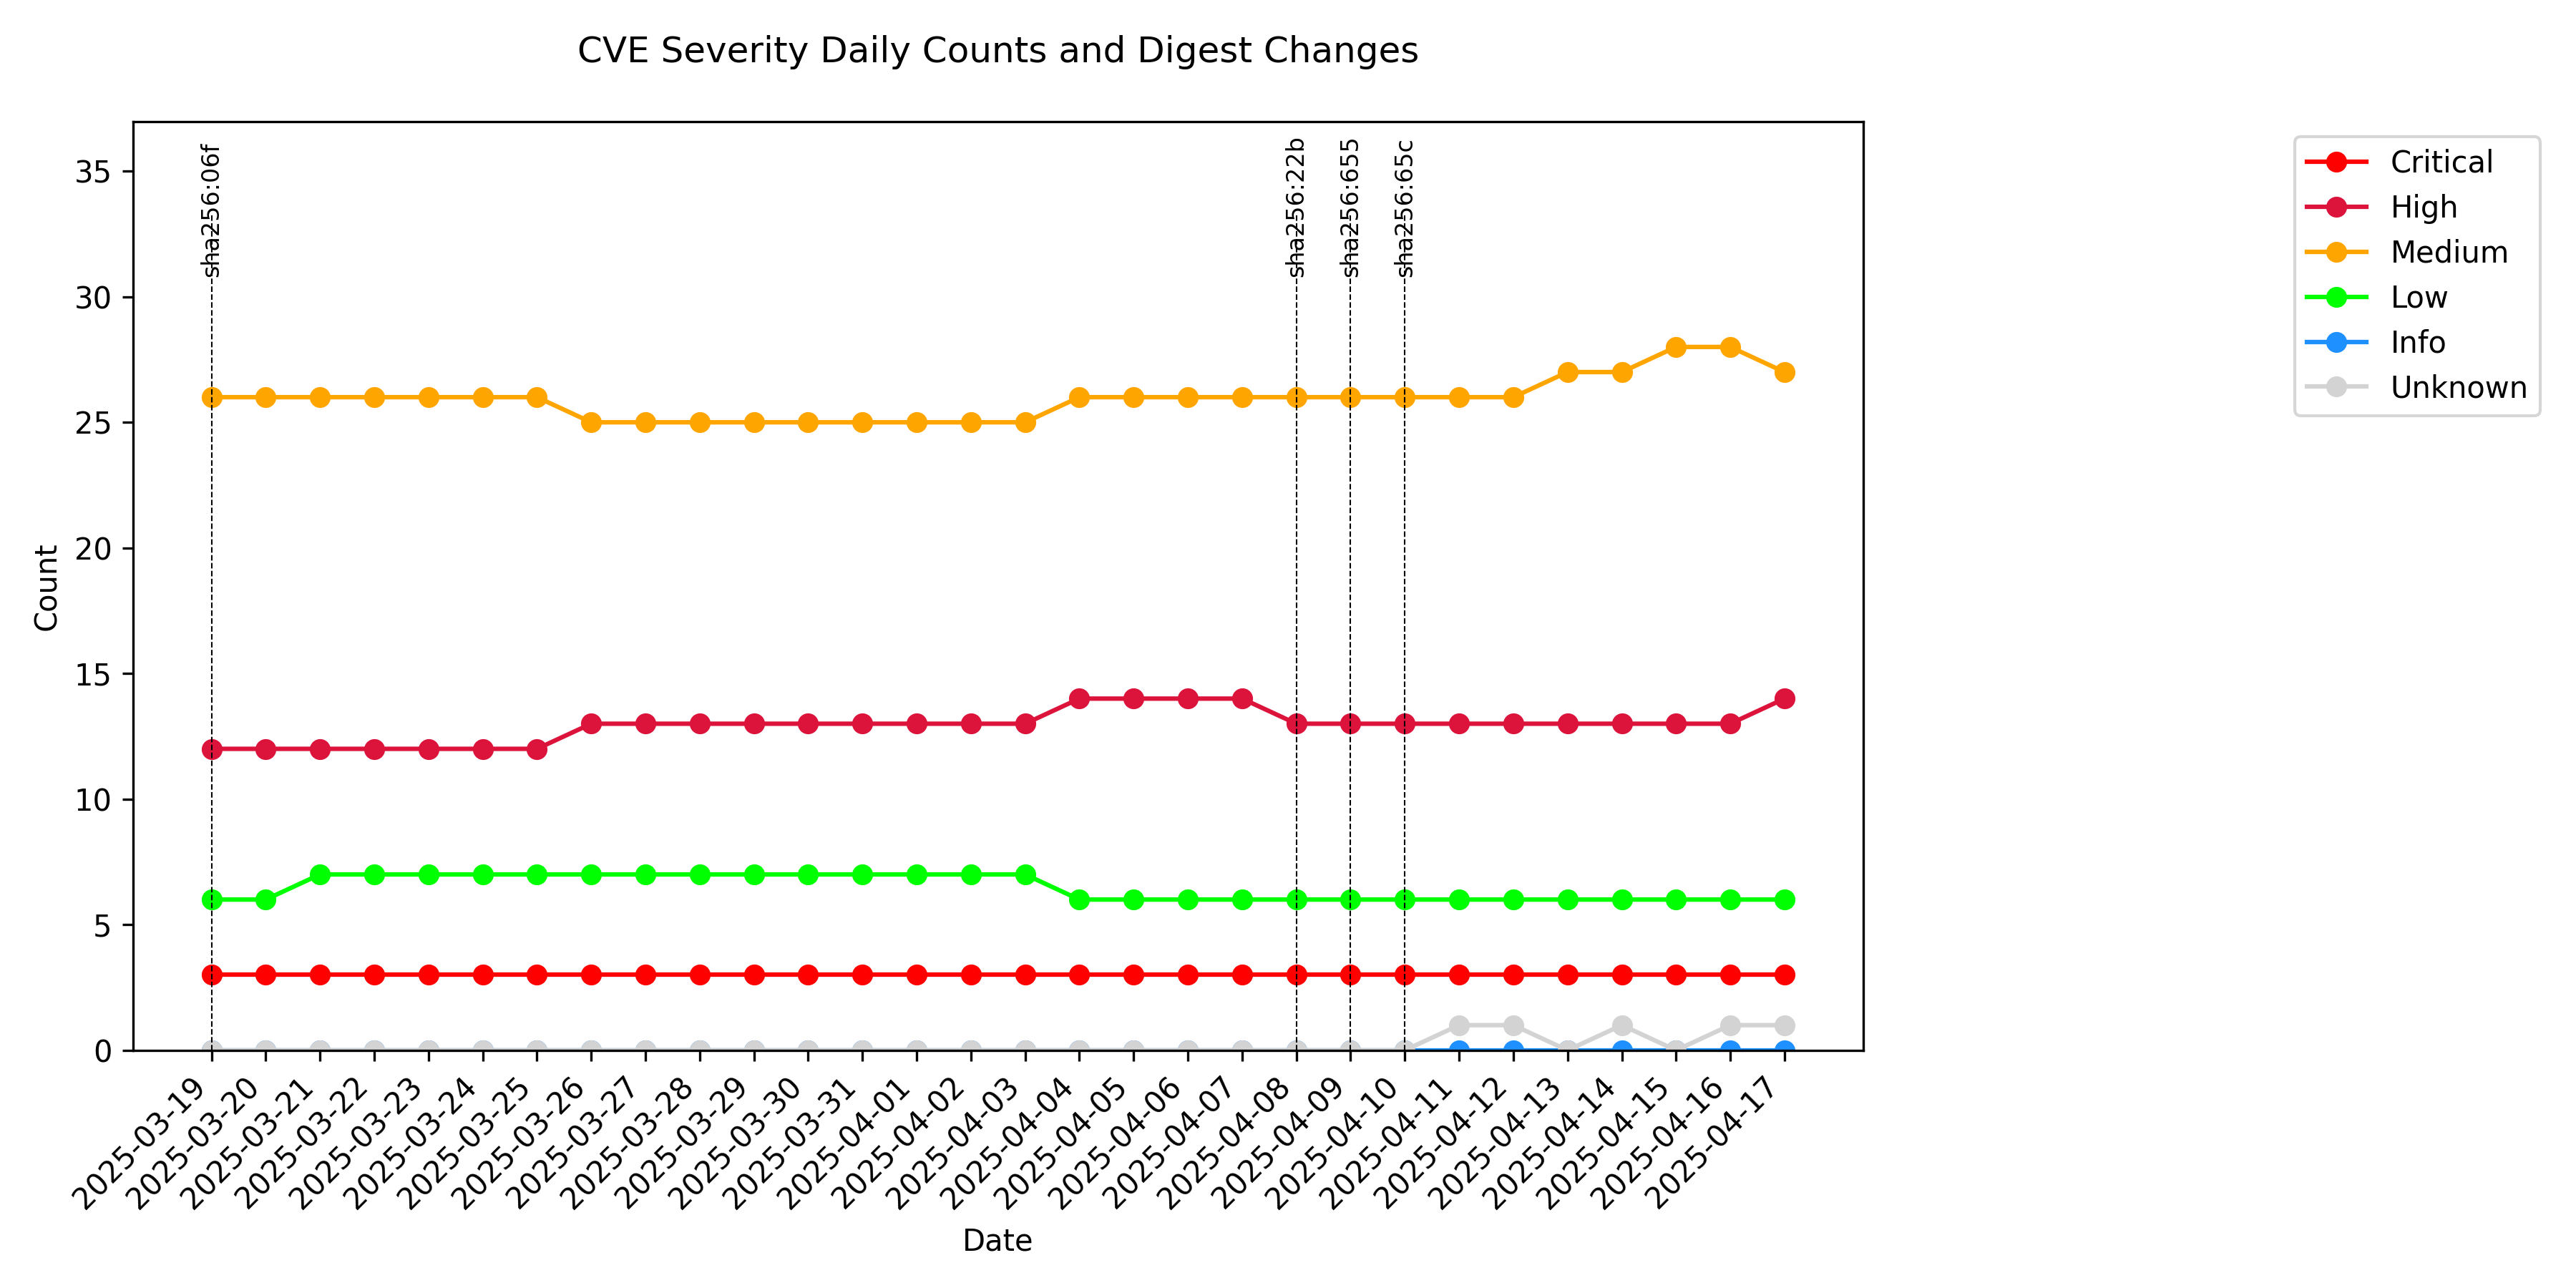 CVE Severity Daily Counts and Digest Changes
sha256:06f
sha256:22b
sha256:655
sha256:65c
Critical
High
Medium
Low
Info
Unknown
Count
35
30
25
20
15
10
5
0
2025-03-19
2025-03-20
2025-03-21
2025-03-22
2025-03-23
2025-03-24
2025-03-25
2025-03-26
2025-03-27
2025-03-28
2025-03-29
2025-03-30
2025-03-31
2025-04-01
2025-04-02
2025-04-03
2025-04-04
2025-04-05
2025-04-06
2025-04-07
2025-04-08
2025-04-09
2025-04-10
2025-04-11
2025-04-12
2025-04-13
2025-04-14
2025-04-15
2025-04-16
2025-04-17
Date